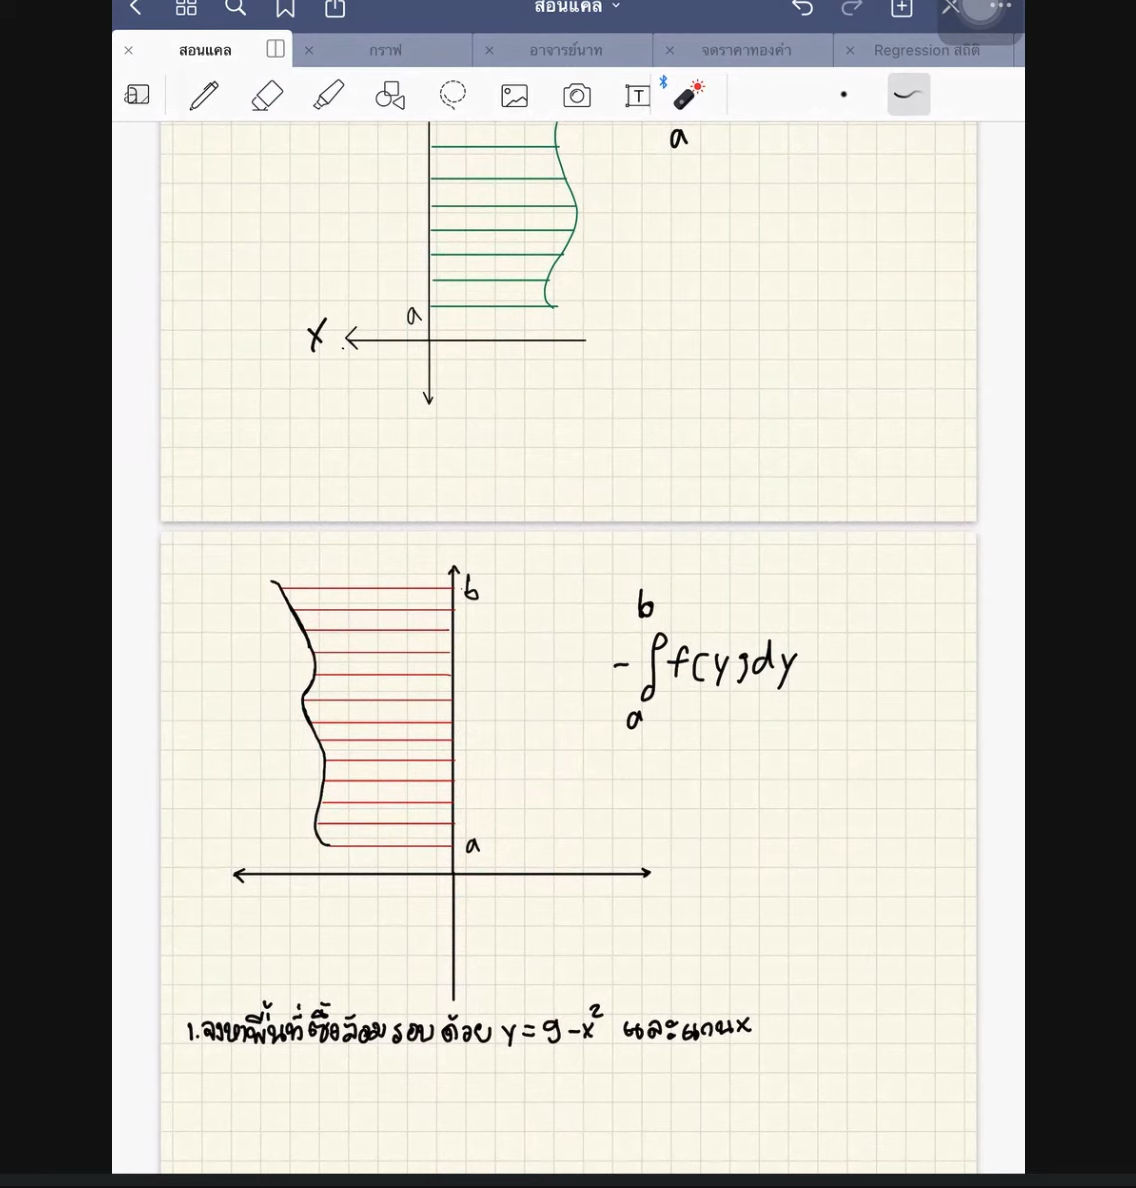 สอนแคล
สอนแคล กราฟ อาจารย์นาท จดราคาทองคำ Regression สถิติ
T
a
a
X
b
b
- ∫f(y)dy
a
a
1. จงหาพื้นที่ซึ่งล้อมรอบด้วย y = 9 - x² และแกน x